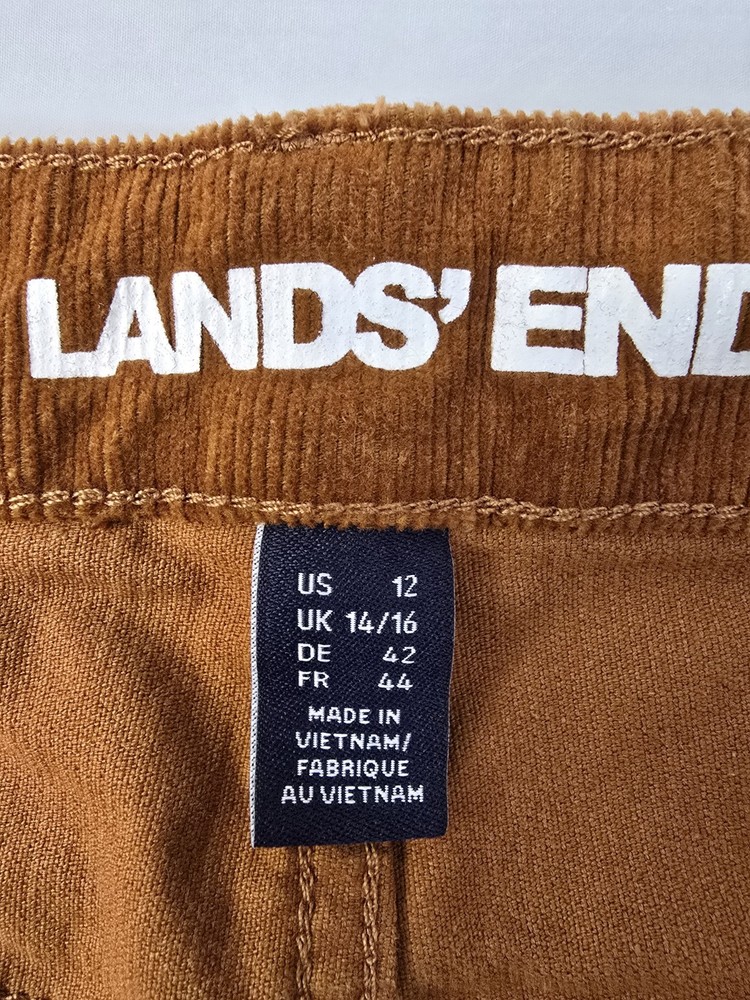 LANDS' END
US 12
UK 14/16
DE 42
FR 44
MADE IN
VIETNAM/
FABRIQUE
AU VIETNAM